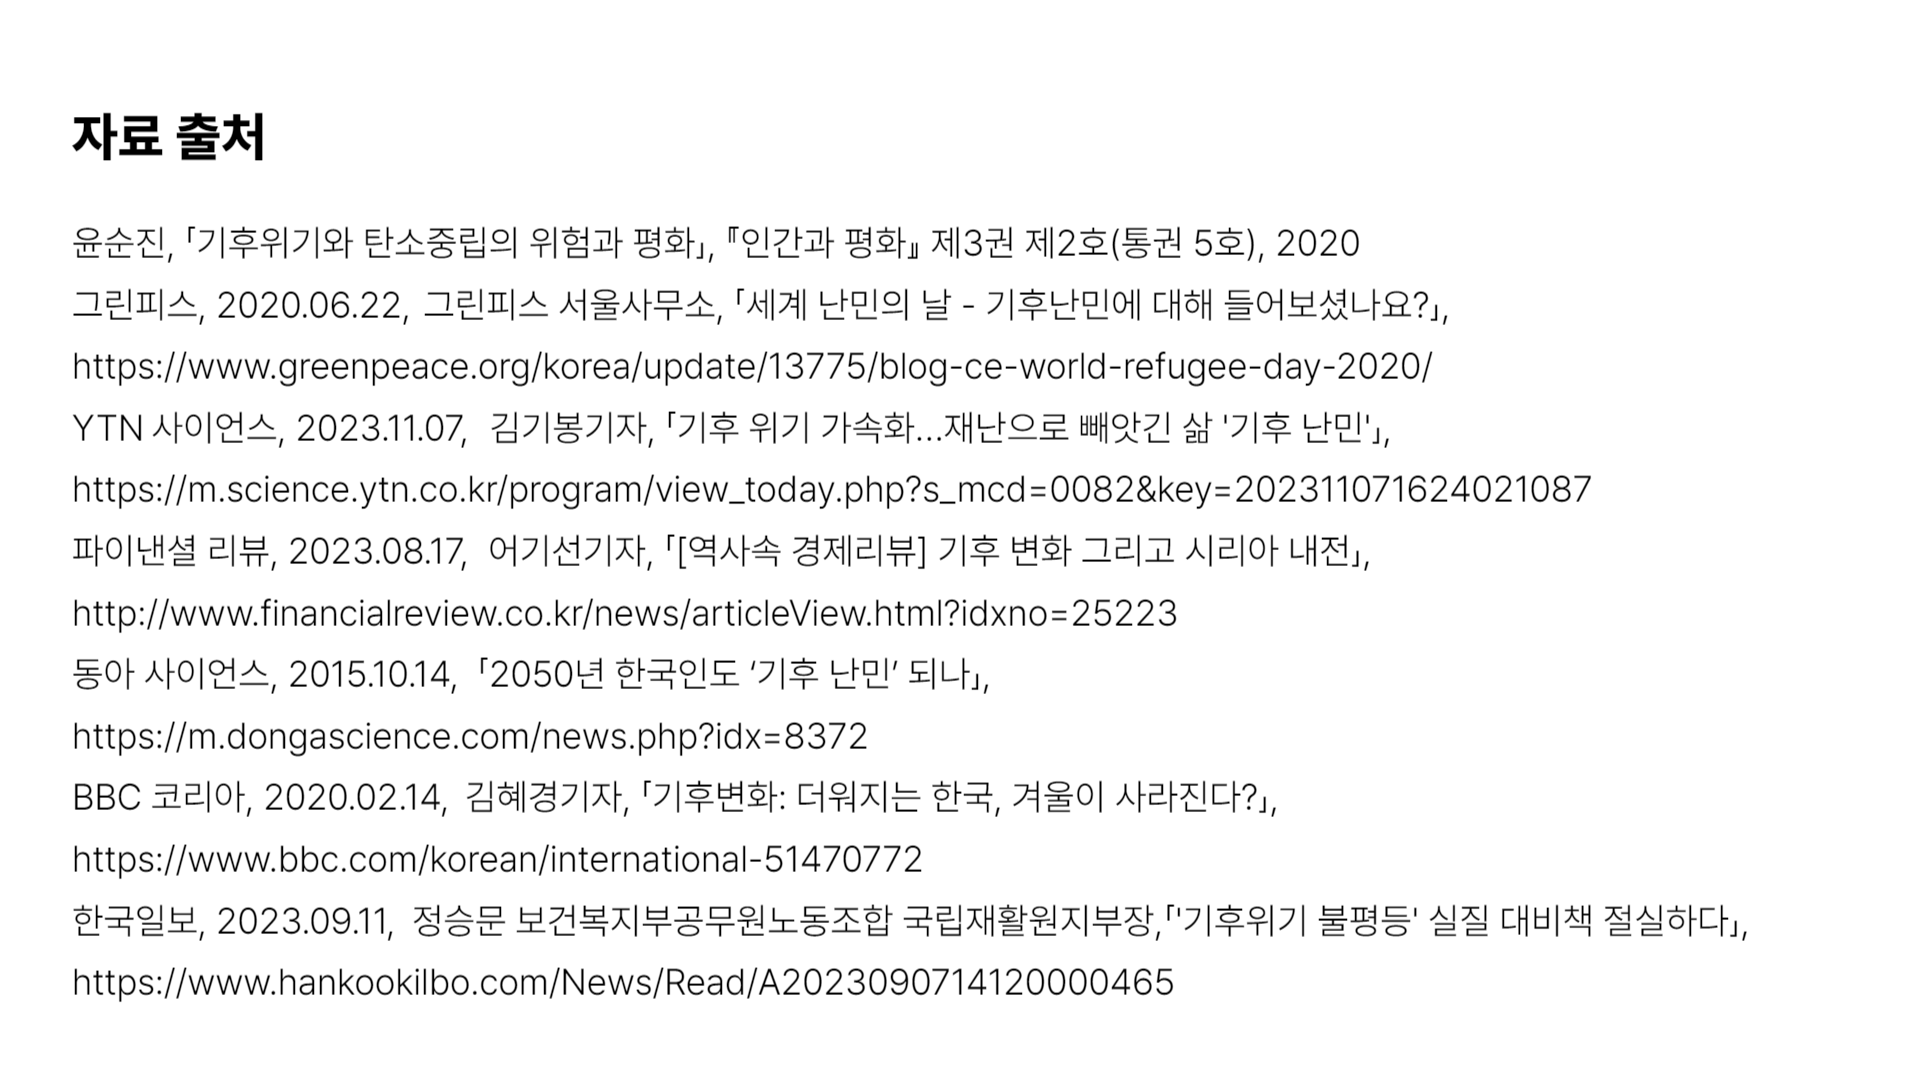 자료 출처
윤순진, ｢기후위기와 탄소중립의 위험과 평화｣, 『인간과 평화』 제3권 제2호(통권 5호), 2020
그린피스, 2020.06.22, 그린피스 서울사무소, ｢세계 난민의 날 - 기후난민에 대해 들어보셨나요?｣,
https://www.greenpeace.org/korea/update/13775/blog-ce-world-refugee-day-2020/
YTN 사이언스, 2023.11.07, 김기봉기자, ｢기후 위기 가속화...재난으로 빼앗긴 삶 '기후 난민'｣,
https://m.science.ytn.co.kr/program/view_today.php?s_mcd=0082&key=202311071624021087
파이낸셜 리뷰, 2023.08.17, 어기선기자, ｢[역사속 경제리뷰] 기후 변화 그리고 시리아 내전｣,
http://www.financialreview.co.kr/news/articleView.html?idxno=25223
동아 사이언스, 2015.10.14, ｢2050년 한국인도 ‘기후 난민’ 되나｣,
https://m.dongascience.com/news.php?idx=8372
BBC 코리아, 2020.02.14, 김혜경기자, ｢기후변화: 더워지는 한국, 겨울이 사라진다?｣,
https://www.bbc.com/korean/international-51470772
한국일보, 2023.09.11, 정승문 보건복지부공무원노동조합 국립재활원지부장,｢'기후위기 불평등' 실질 대비책 절실하다｣,
https://www.hankookilbo.com/News/Read/A2023090714120000465